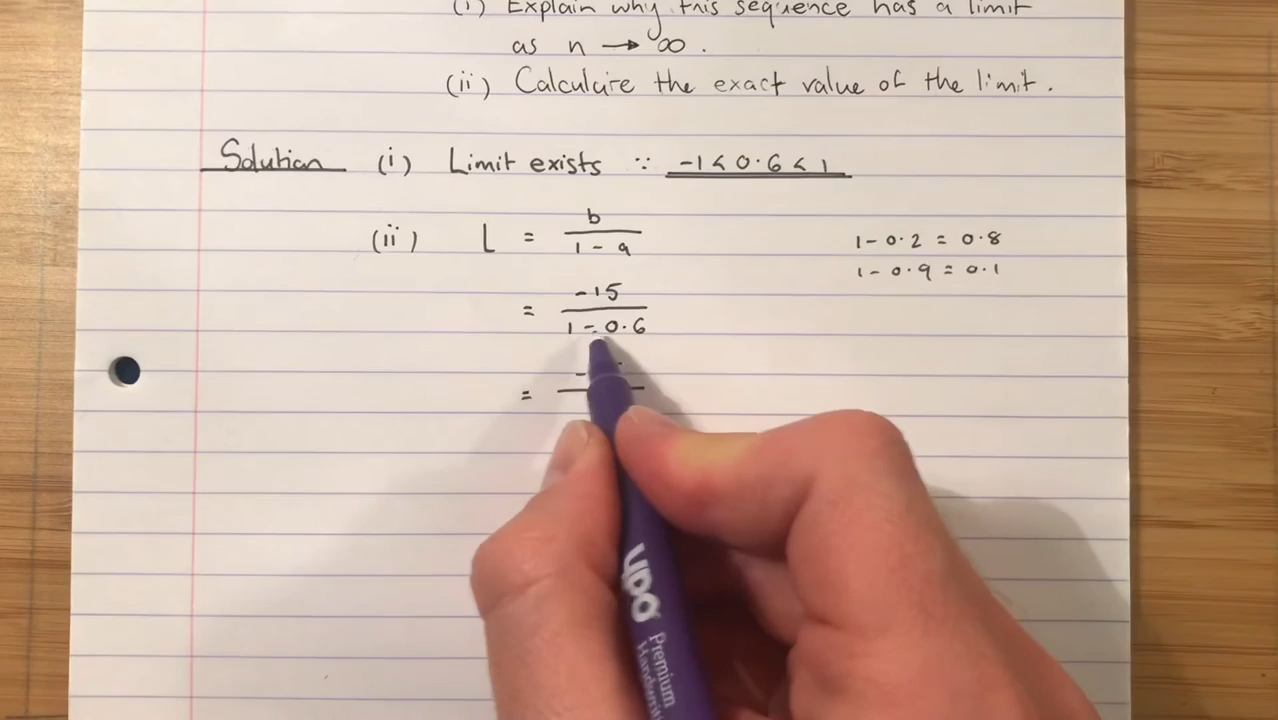 (i) Explain why this sequence has a limit
as n → ∞ .
(ii) Calculate the exact value of the limit .
Solution (i) Limit exists ∵ -1 < 0.6 < 1
(ii) L = b / 1 - a
= -15 / 1 - 0.6
=
1 - 0.2 = 0.8
1 - 0.9 = 0.1
Premium